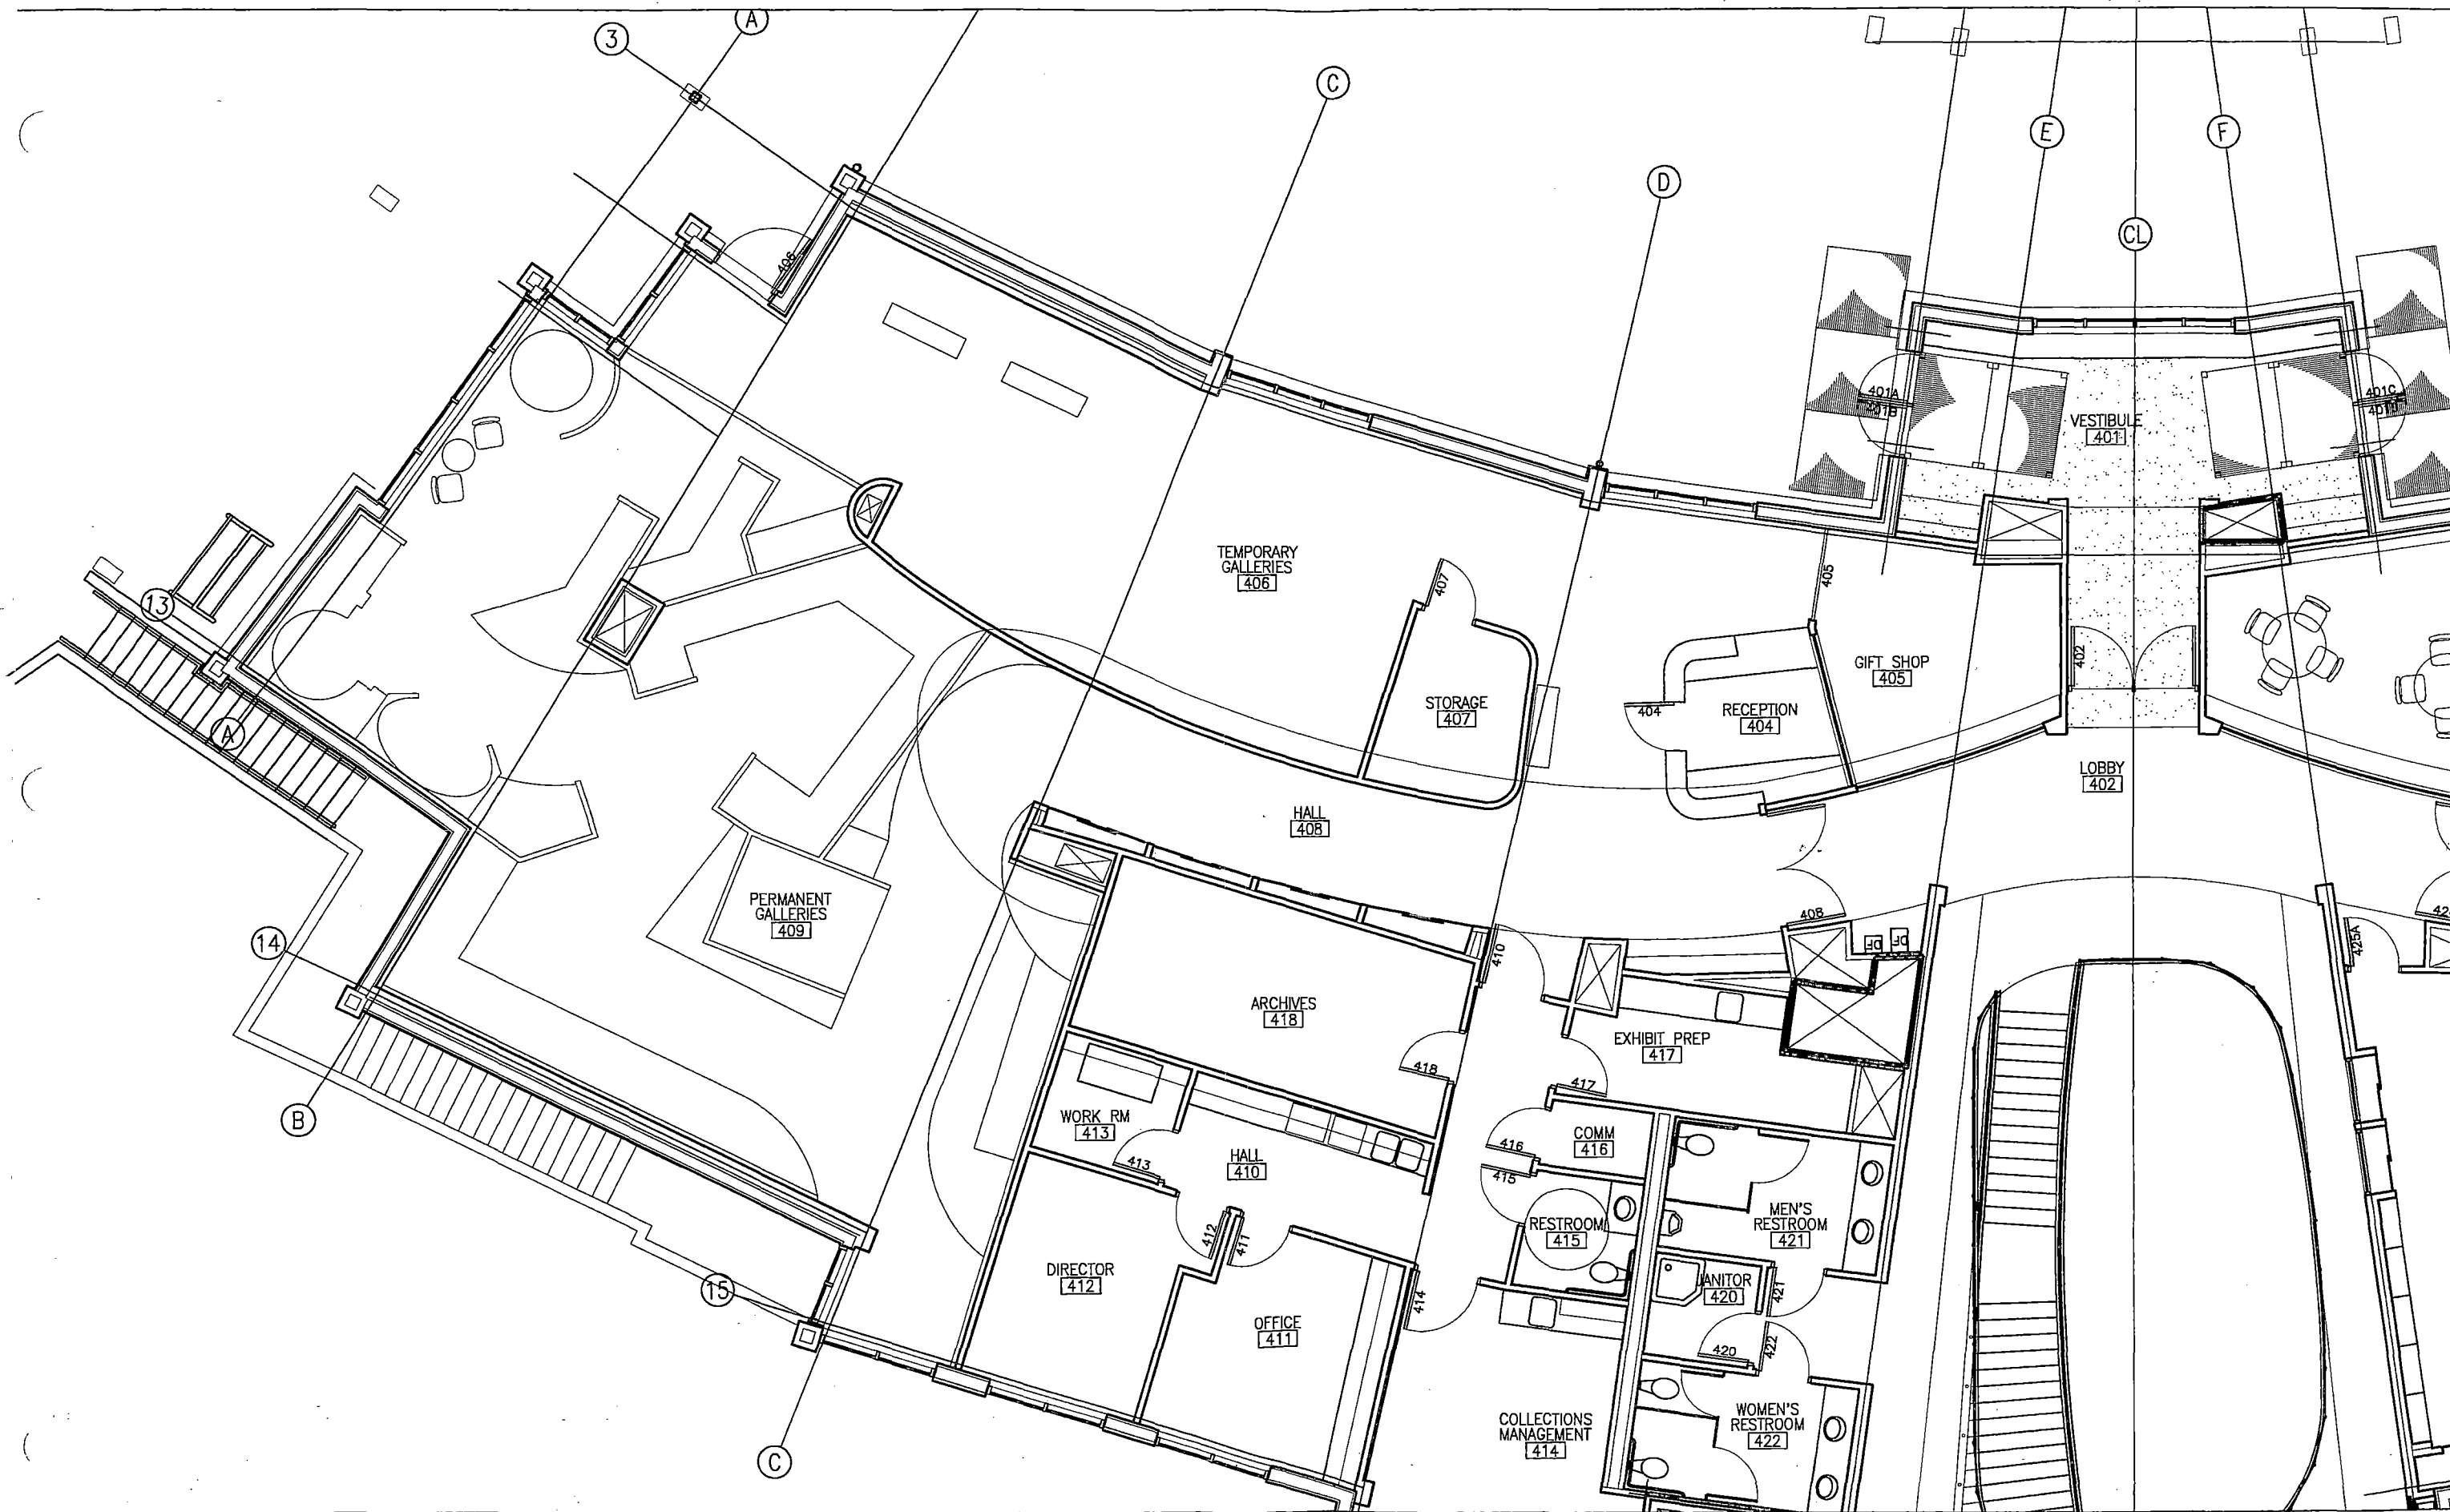 A
3
C
E
F
D
CL
406
401A
401B
401C
VESTIBULE
401
TEMPORARY
GALLERIES
406
407
405
13
GIFT SHOP
405
402
STORAGE
407
404
RECEPTION
404
A
LOBBY
402
HALL
408
PERMANENT
GALLERIES
409
408
DF
DF
14
410
425A
ARCHIVES
418
EXHIBIT PREP
417
418
417
B
WORK RM
413
COMM
416
416
HALL
410
413
415
MEN'S
RESTROOM
421
RESTROOM
415
412
411
DIRECTOR
412
15
JANITOR
420
421
414
OFFICE
411
420
422
COLLECTIONS
MANAGEMENT
414
WOMEN'S
RESTROOM
422
C